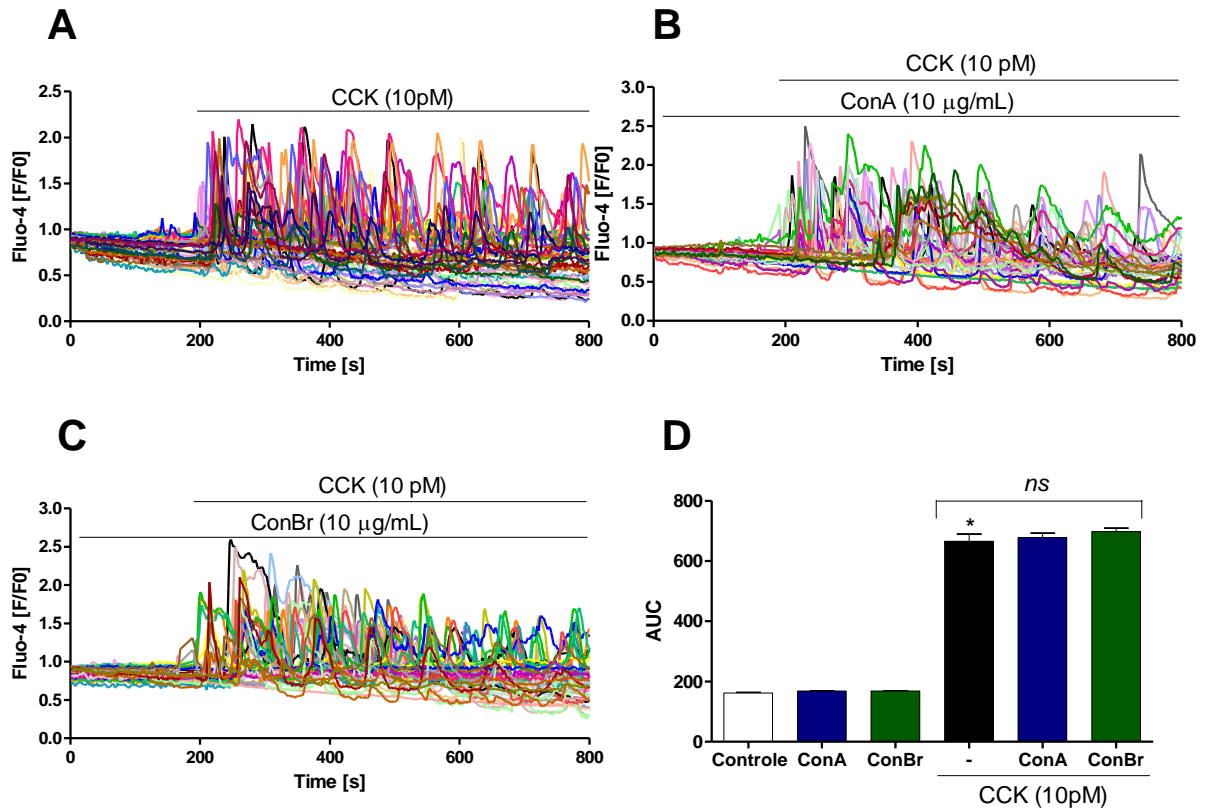 A
CCK (10pM)
Fluo-4 [F/F0]
2.5
2.0
1.5
1.0
0.5
0.0
0
200
400
600
800
Time [s]
B
CCK (10 pM)
ConA (10 μg/mL)
Fluo-4 [F/F0]
3.0
2.5
2.0
1.5
1.0
0.5
0.0
0
200
400
600
800
Time [s]
C
CCK (10 pM)
ConBr (10 μg/mL)
Fluo-4 [F/F0]
3.0
2.5
2.0
1.5
1.0
0.5
0.0
0
200
400
600
800
Time [s]
D
ns
*
AUC
800
600
400
200
0
Controle ConA ConBr - ConA ConBr
CCK (10pM)